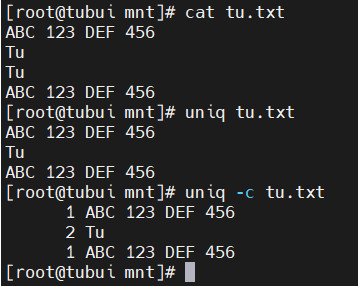 [root@tubui mnt]# cat tu.txt
ABC 123 DEF 456
Tu
Tu
ABC 123 DEF 456
[root@tubui mnt]# uniq tu.txt
ABC 123 DEF 456
Tu
ABC 123 DEF 456
[root@tubui mnt]# uniq -c tu.txt
      1 ABC 123 DEF 456
      2 Tu
      1 ABC 123 DEF 456
[root@tubui mnt]#